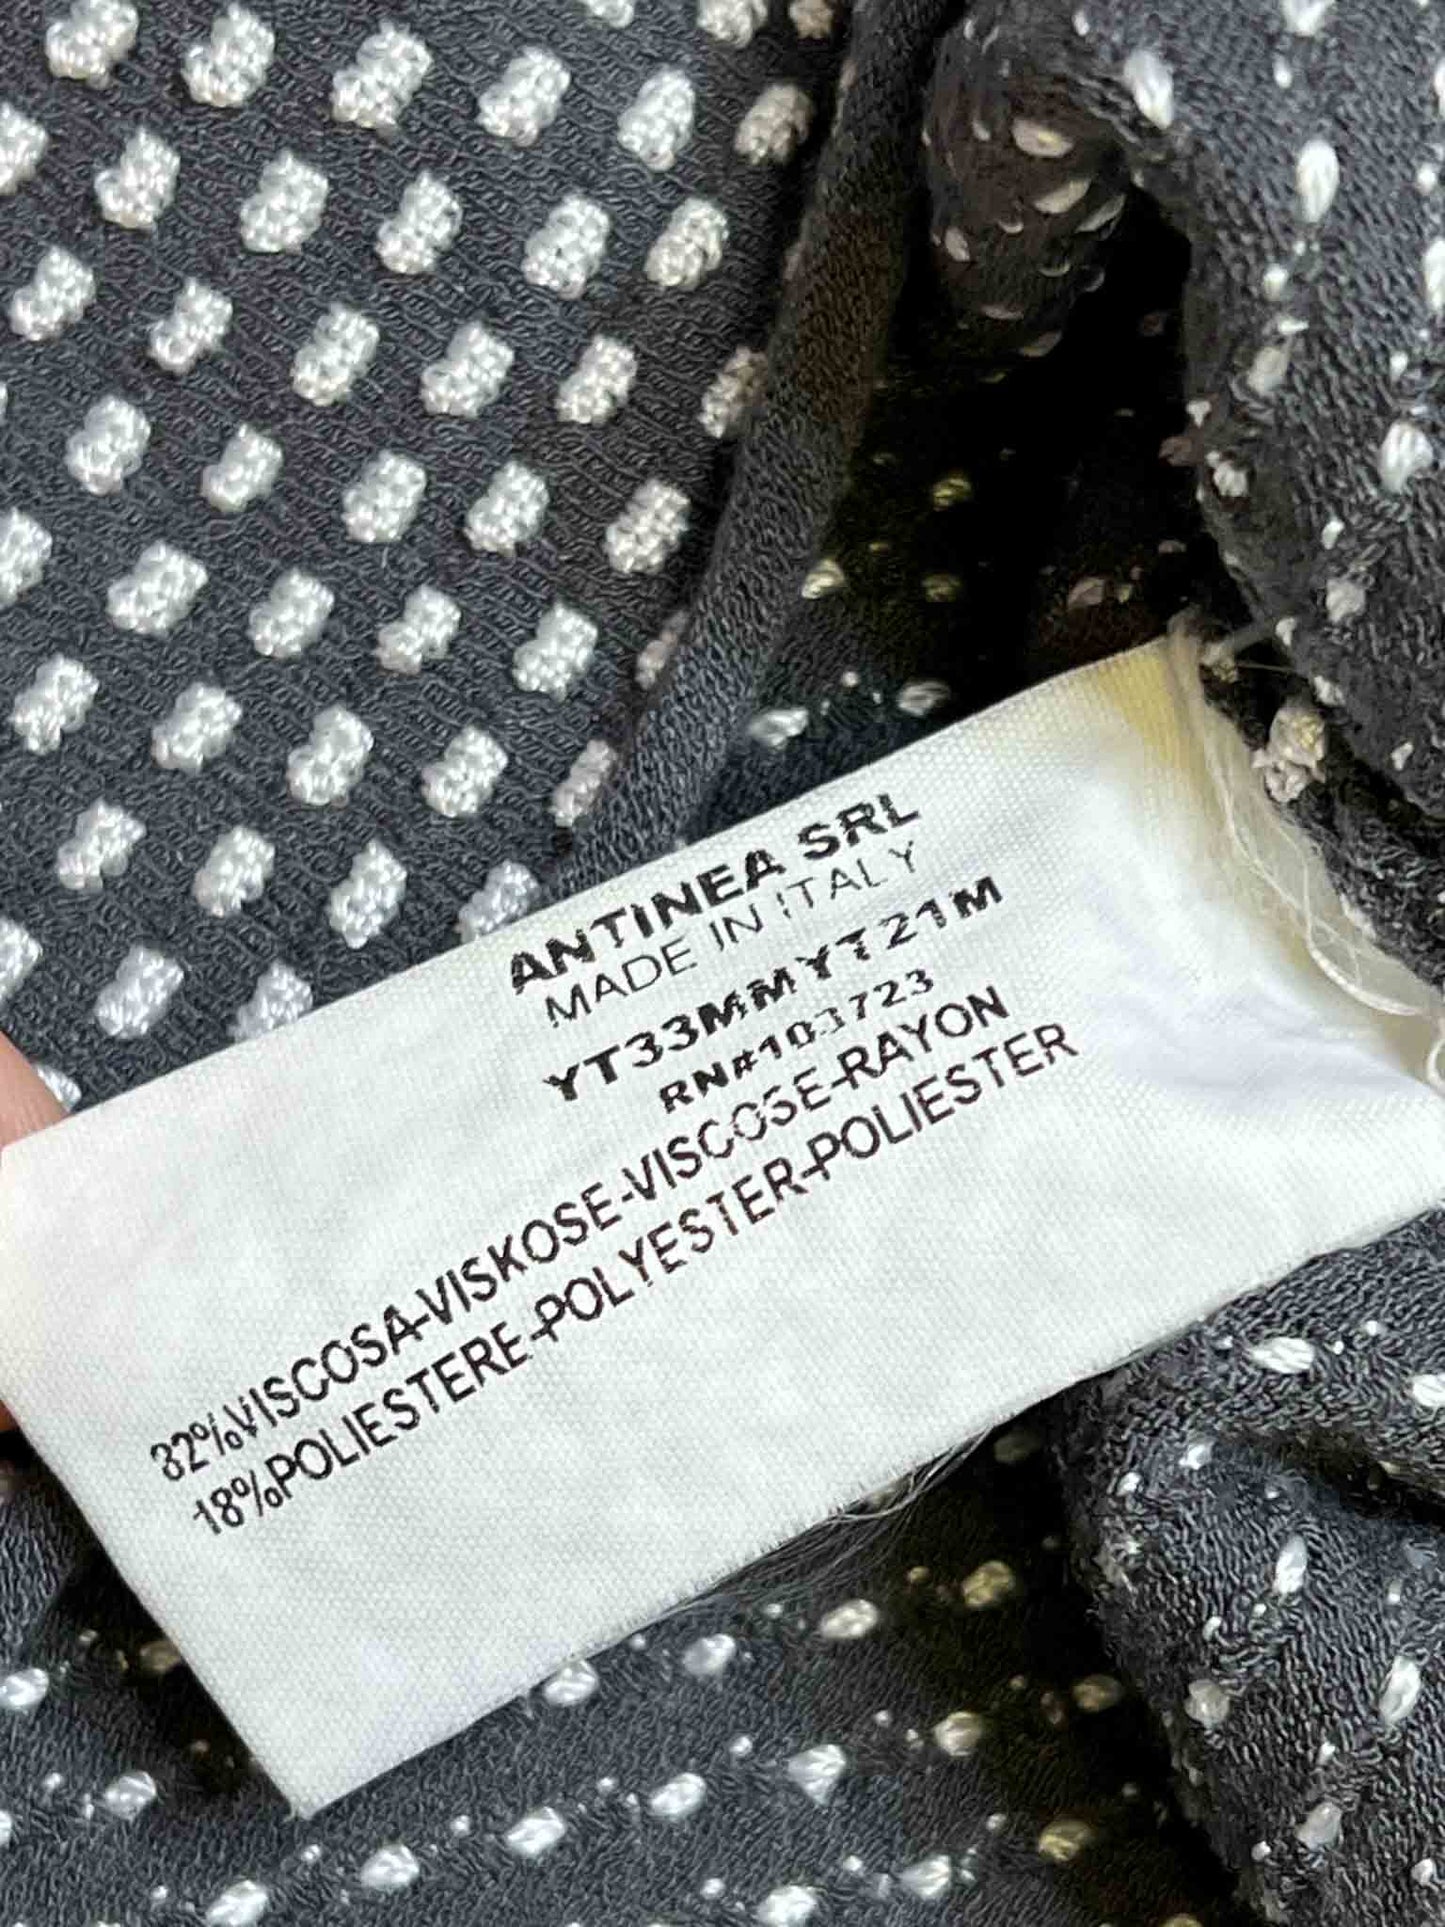 ANTINEA SRL
MADE IN ITALY
YT33MMYT21M
RN#103723
32%VISCOSA-VISKOSE-VISCOSE-RAYON
18%POLIESTERE-POLYESTER-POLIESTER